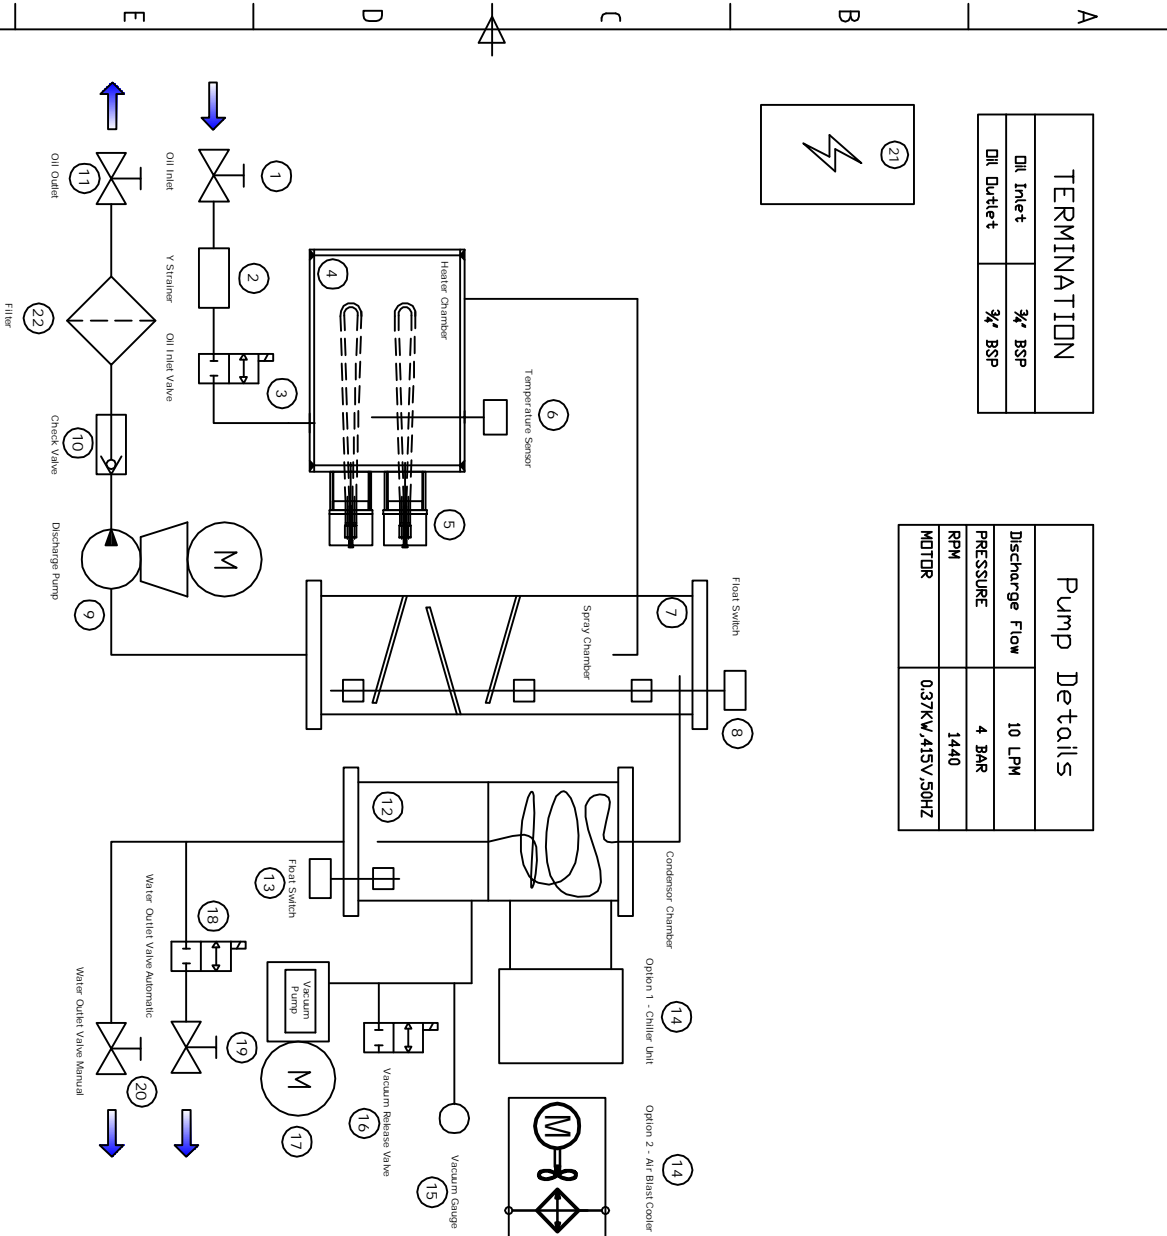 A
B
C
D
E
TERMINATION
Oil Inlet 3/4" BSP
Oil Outlet 3/4" BSP
Pump Details
Discharge Flow 10 LPM
PRESSURE 4 BAR
RPM 1440
MOTOR 0.37KW,415V,50HZ
21
Float Switch
8
7
Spray Chamber
Temperature Sensor
6
Heater Chamber
4
5
1
Oil Inlet
2
Y Strainer
3
Oil Inlet Valve
11
Oil Outlet
22
Filter
10
Check Valve
M
Discharge Pump
9
Condensor Chamber
12
13
Float Switch
Option 1 - Chiller Unit
14
Option 2 - Air Blast Cooler
14
M
Vacuum Gauge
15
Vacuum Release Valve
16
Vacuum
Pump
M
17
18
Water Outlet Valve Automatic
19
Water Outlet Valve Manual
20